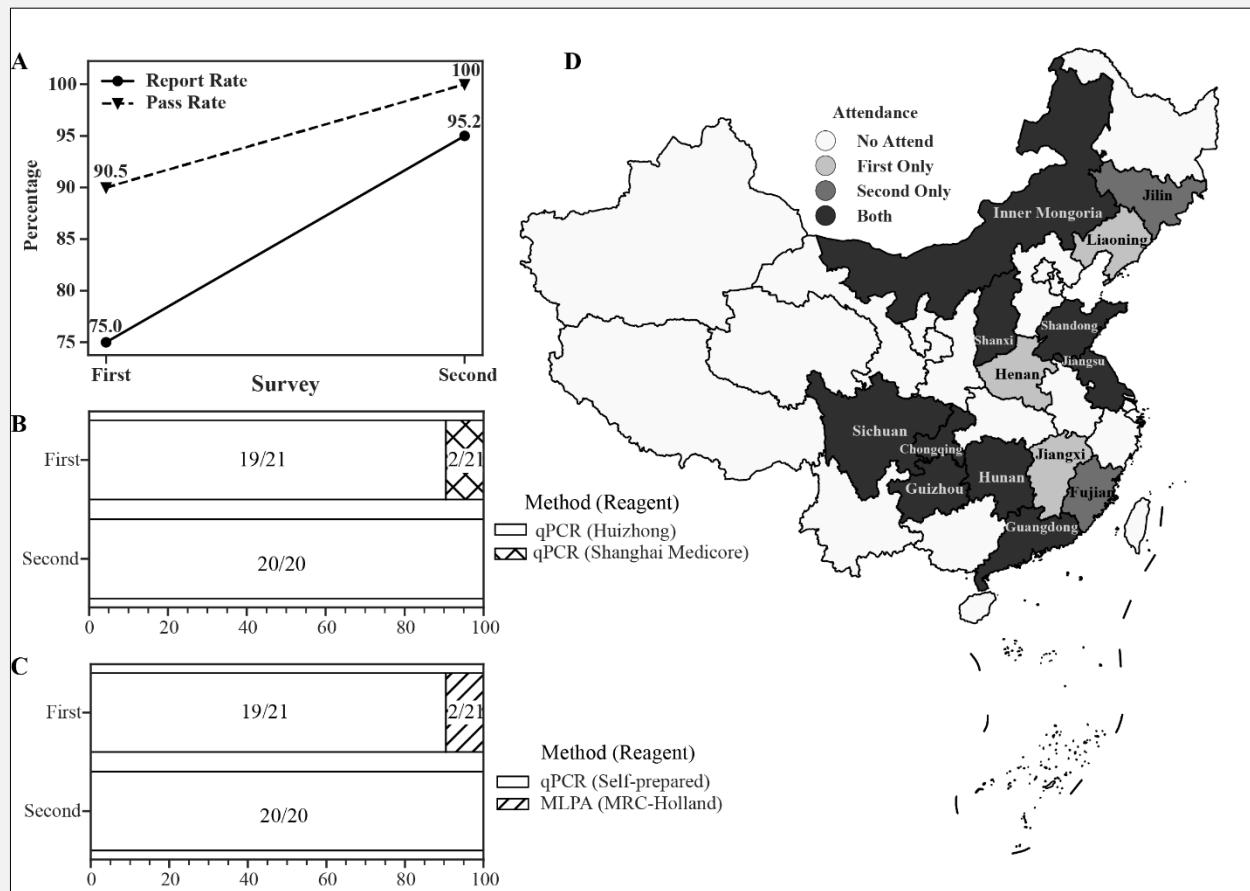 A
Report Rate
Pass Rate
100
95.2
90.5
75.0
100
95
90
85
80
75
Percentage
First
Second
Survey
B
First
19/21
2/21
Second
20/20
0
20
40
60
80
100
Method (Reagent)
qPCR (Huizhong)
qPCR (Shanghai Medicore)
C
First
19/21
2/21
Second
20/20
0
20
40
60
80
100
Method (Reagent)
qPCR (Self-prepared)
MLPA (MRC-Holland)
D
Attendance
No Attend
First Only
Second Only
Both
Jilin
Inner Mongoria
Liaoning
Shandong
Shanxi
Jiangsu
Henan
Sichuan
Chongqing
Jiangxi
Hunan
Guizhou
Fujian
Guangdong